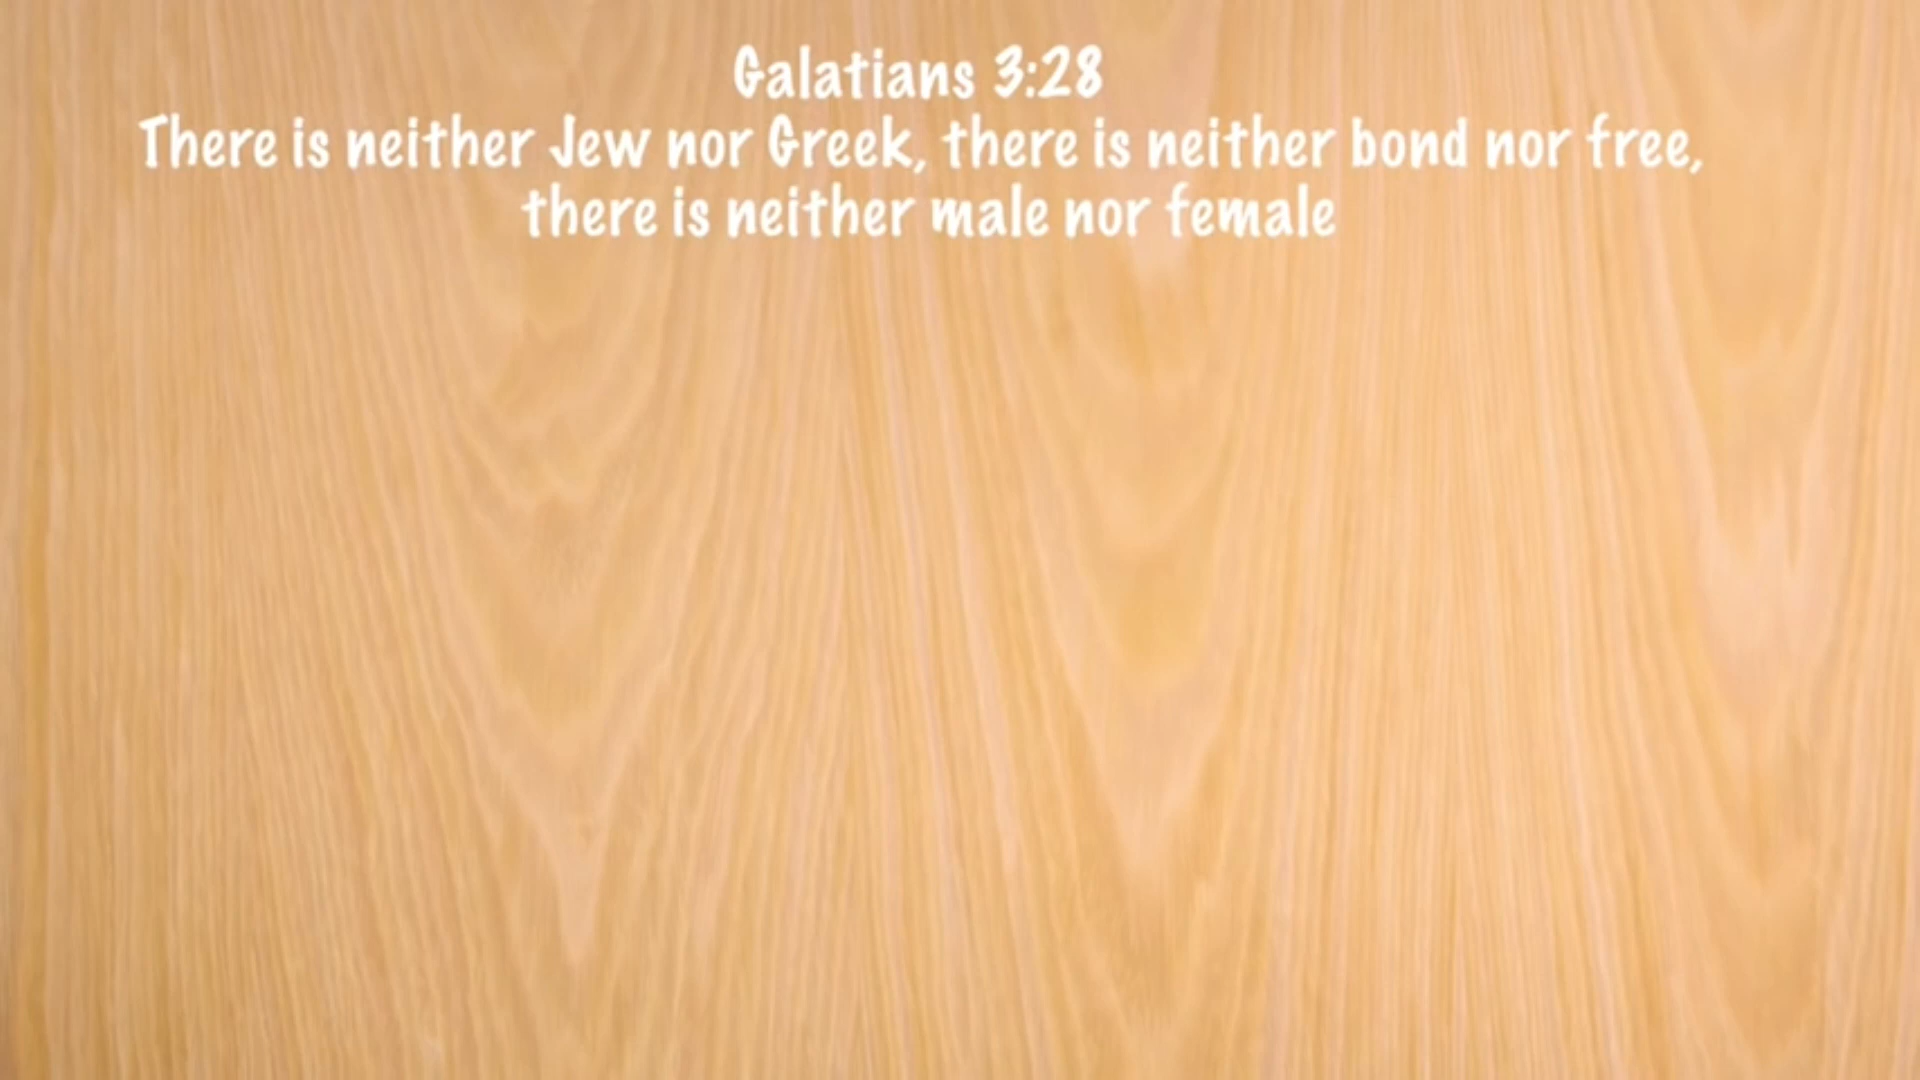 Galatians 3:28
There is neither Jew nor Greek, there is neither bond nor free,
there is neither male nor female